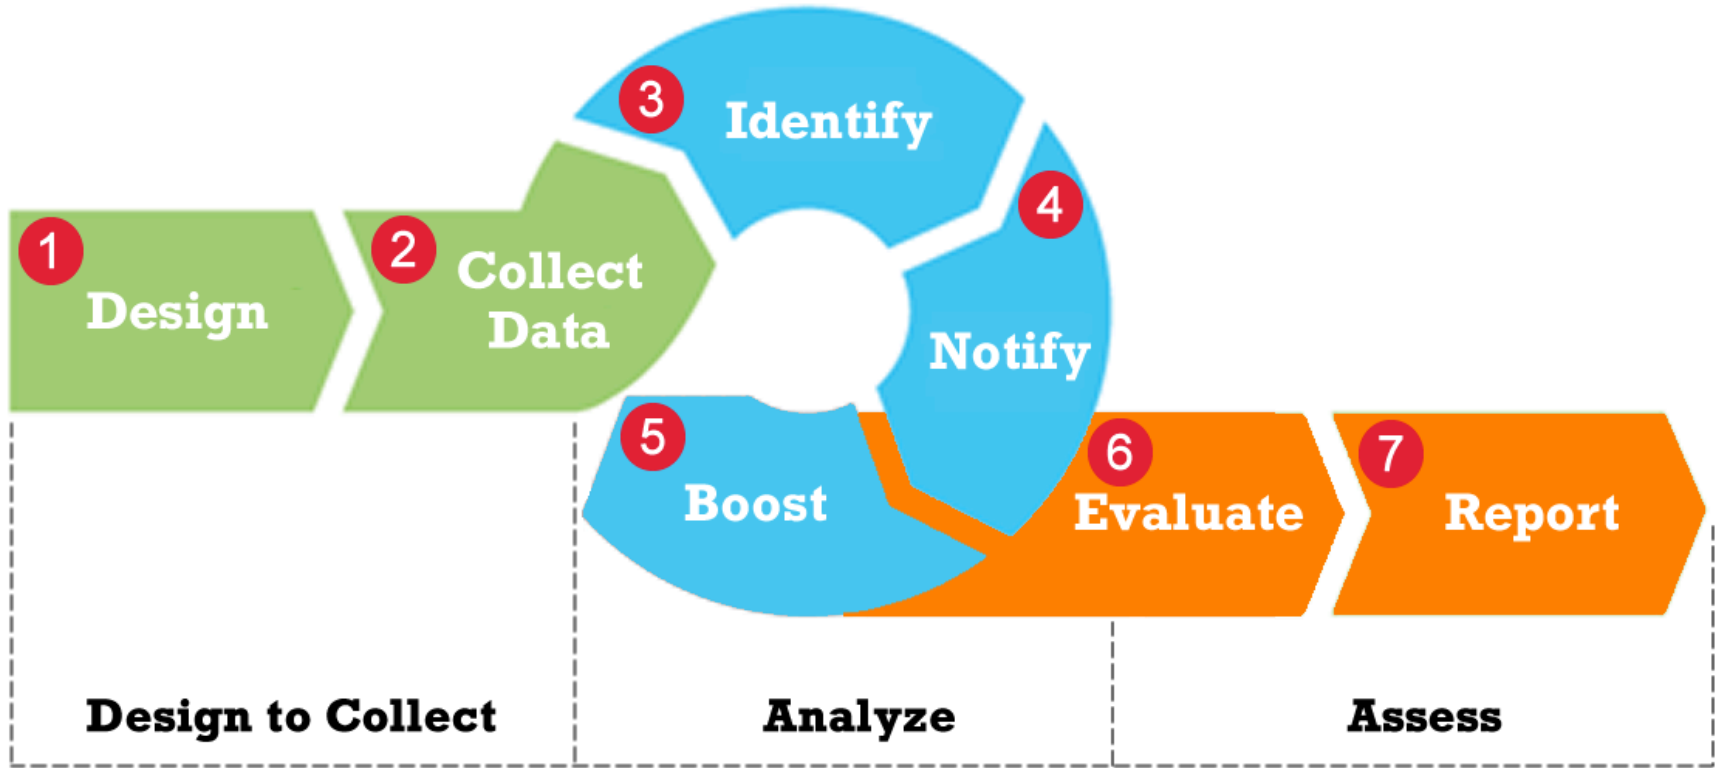 1
Design
2
Collect
Data
3
Identify
4
Notify
5
Boost
6
Evaluate
7
Report
Design to Collect
Analyze
Assess